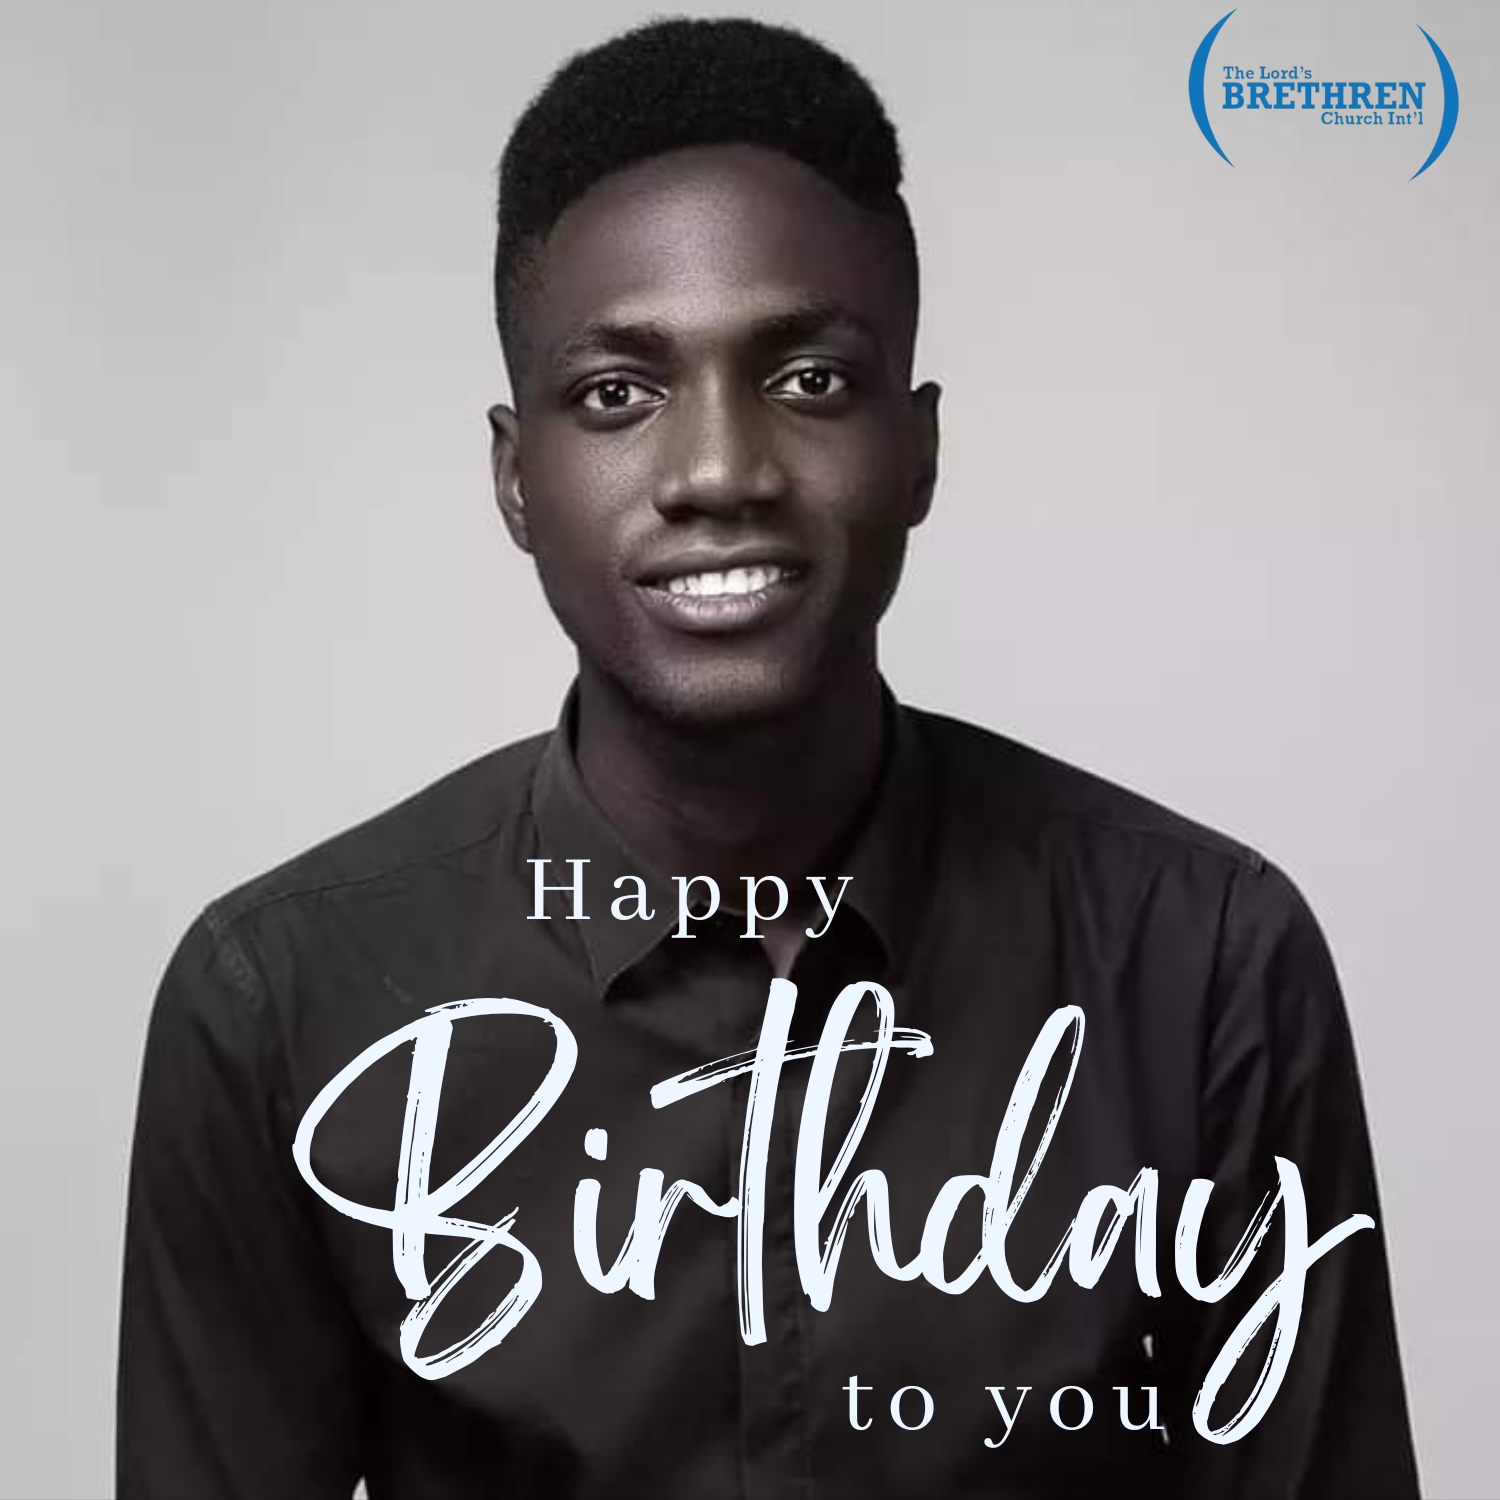 The Lord's
BRETHREN
Church Int'l
Happy
Birthday
to you